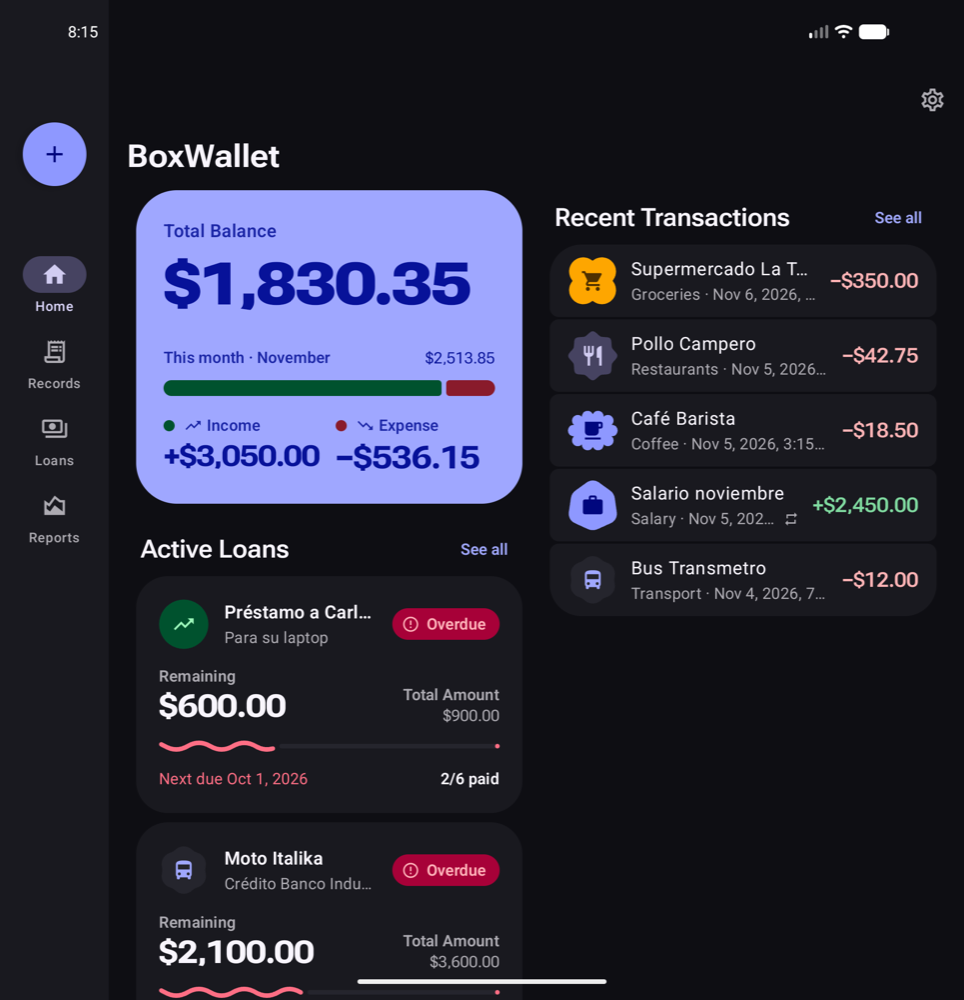 8:15
BoxWallet
Home
Records
Loans
Reports
Total Balance
$1,830.35
This month · November $2,513.85
Income Expense
+$3,050.00 −$536.15
Active Loans See all
Préstamo a Carl... Overdue
Para su laptop
Remaining
$600.00
Total Amount
$900.00
Next due Oct 1, 2026 2/6 paid
Moto Italika Overdue
Crédito Banco Indu...
Remaining
$2,100.00
Total Amount
$3,600.00
Recent Transactions See all
Supermercado La T... −$350.00
Groceries · Nov 6, 2026, ...
Pollo Campero −$42.75
Restaurants · Nov 5, 2026...
Café Barista −$18.50
Coffee · Nov 5, 2026, 3:15...
Salario noviembre +$2,450.00
Salary · Nov 5, 202...
Bus Transmetro −$12.00
Transport · Nov 4, 2026, 7...